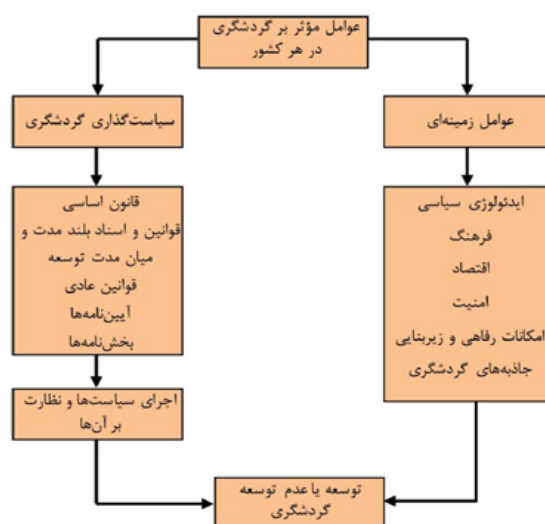 عوامل مؤثر بر گردشگری
در هر کشور
عوامل زمینه‌ای
سیاست‌گذاری گردشگری
ایدئولوژی سیاسی
فرهنگ
اقتصاد
امنیت
امکانات رفاهی و زیربنایی
جاذبه‌های گردشگری
قانون اساسی
قوانین و اسناد بلند مدت و
میان مدت توسعه
قوانین عادی
آیین‌نامه‌ها
بخش‌نامه‌ها
اجرای سیاست‌ها و نظارت
بر آن‌ها
توسعه یا عدم توسعه
گردشگری